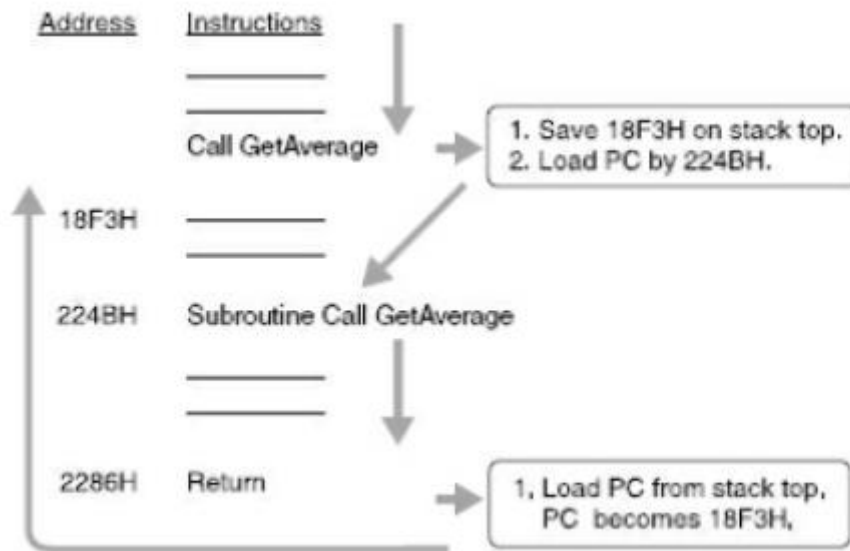 Address Instructions
Call GetAverage
1. Save 18F3H on stack top.
2. Load PC by 224BH.
18F3H
224BH Subroutine Call GetAverage
2286H Return
1, Load PC from stack top,
PC becomes 18F3H,